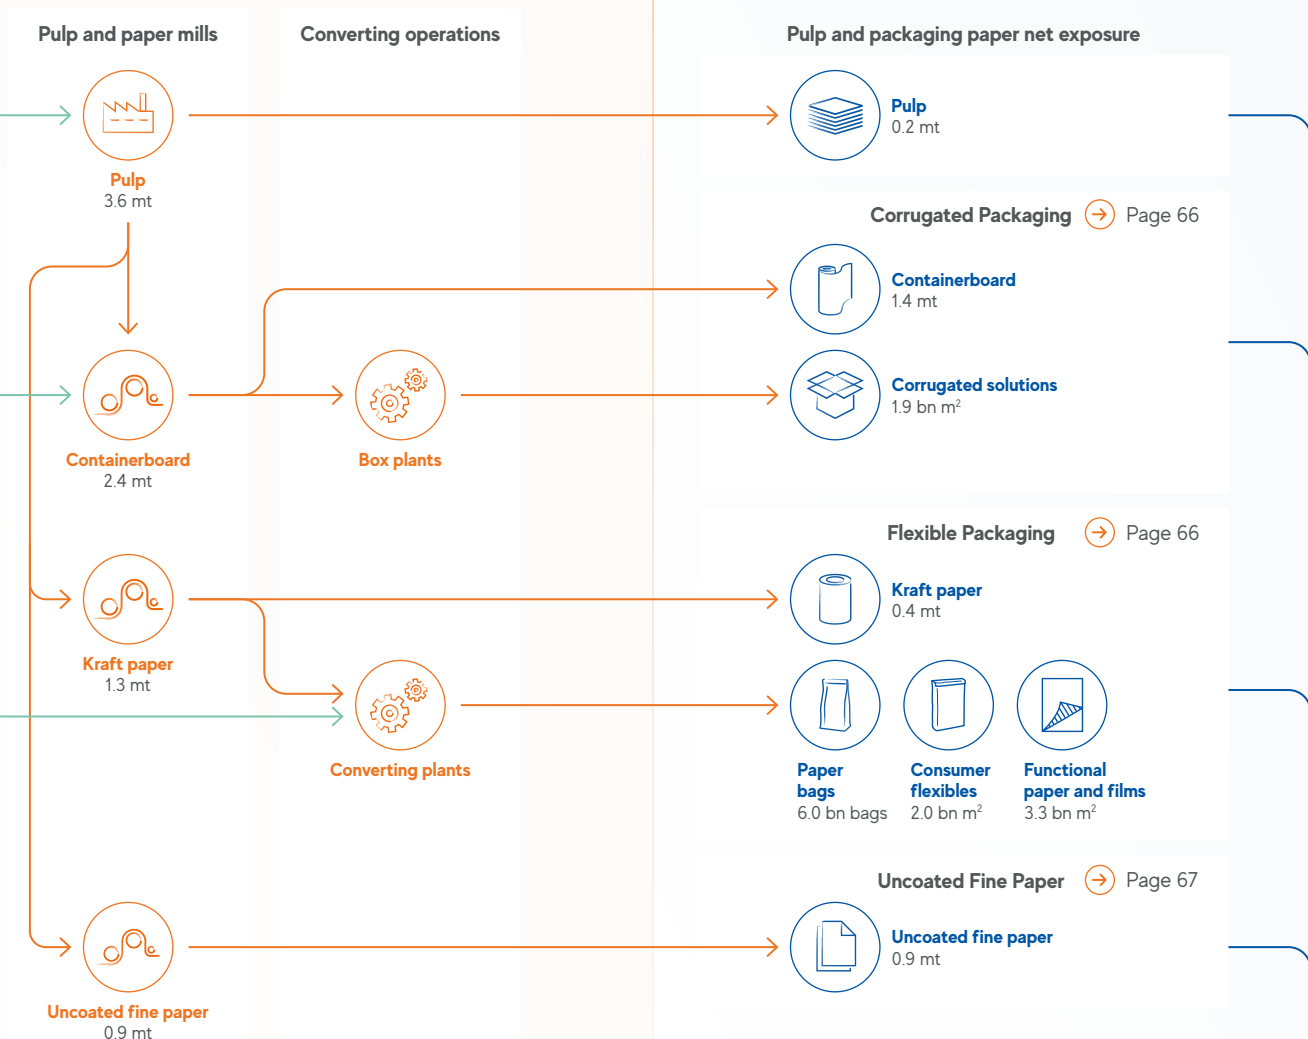 Pulp and paper mills
Converting operations
Pulp and packaging paper net exposure
Pulp
3.6 mt
Pulp
0.2 mt
Corrugated Packaging Page 66
Containerboard
1.4 mt
Containerboard
2.4 mt
Box plants
Corrugated solutions
1.9 bn m²
Flexible Packaging Page 66
Kraft paper
1.3 mt
Kraft paper
0.4 mt
Converting plants
Paper
bags
6.0 bn bags
Consumer
flexibles
2.0 bn m²
Functional
paper and films
3.3 bn m²
Uncoated Fine Paper Page 67
Uncoated fine paper
0.9 mt
Uncoated fine paper
0.9 mt